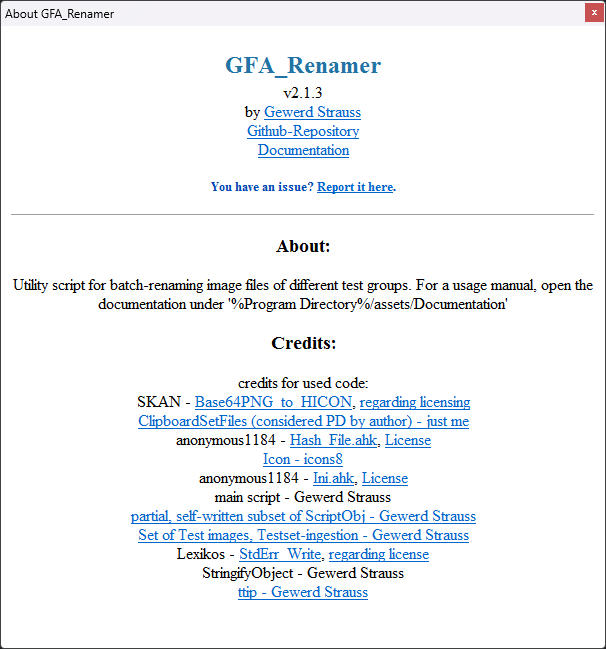 About GFA_Renamer
x
GFA_Renamer
v2.1.3
by Gewerd Strauss
Github-Repository
Documentation
You have an issue? Report it here.
About:
Utility script for batch-renaming image files of different test groups. For a usage manual, open the
documentation under '%Program Directory%/assets/Documentation'
Credits:
credits for used code:
SKAN - Base64PNG_to_HICON, regarding licensing
ClipboardSetFiles (considered PD by author) - just me
anonymous1184 - Hash_File.ahk, License
Icon - icons8
anonymous1184 - Ini.ahk, License
main script - Gewerd Strauss
partial, self-written subset of ScriptObj - Gewerd Strauss
Set of Test images, Testset-ingestion - Gewerd Strauss
Lexikos - StdErr_Write, regarding license
StringifyObject - Gewerd Strauss
ttip - Gewerd Strauss